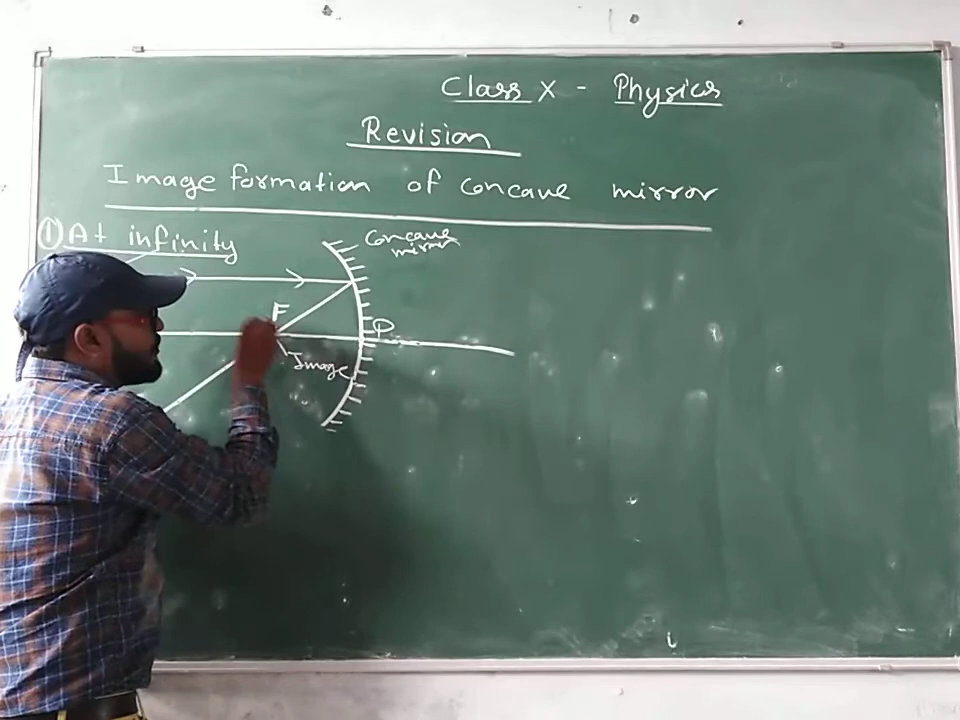 Class X - Physics
Revision
Image formation of Concave mirror
① At infinity
Concave
mirror
F
P
Image